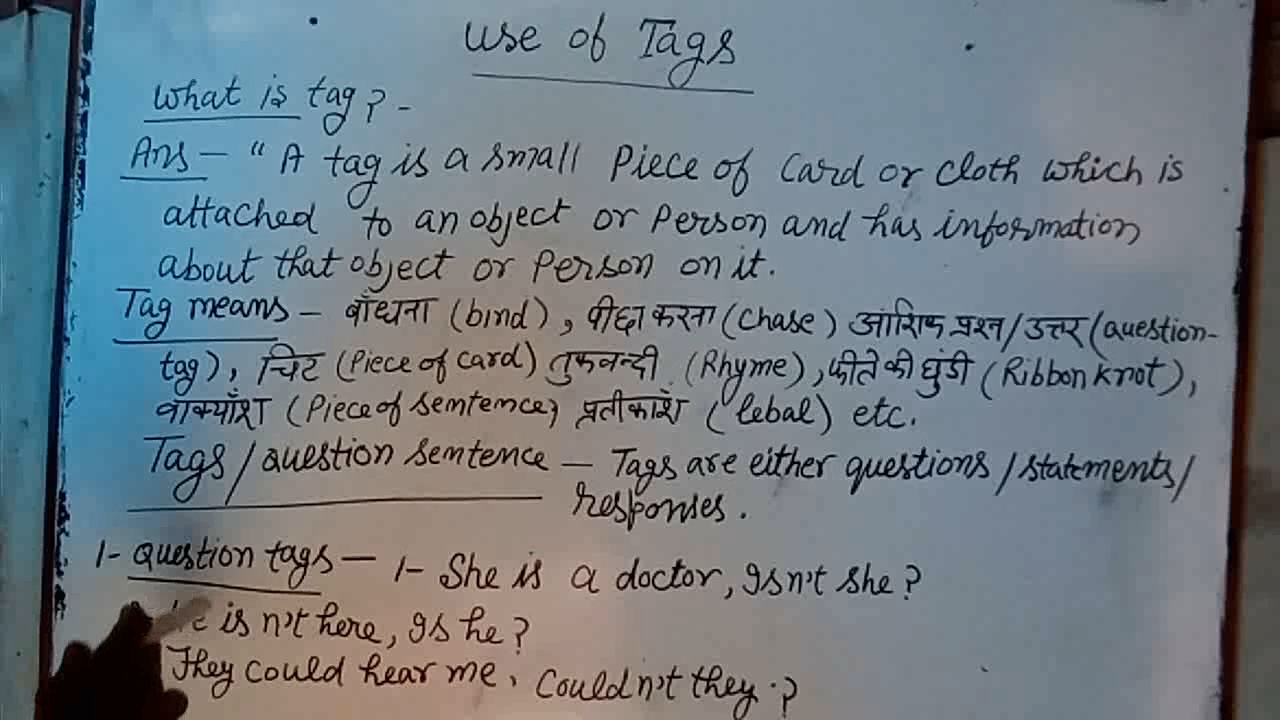 Use of Tags
What is tag? -
Ans - "A tag is a small Piece of Card or Cloth which is
attached to an object or Person and has information
about that object or Person on it.
Tag means - बाँधना (bind), पीछा करना (Chase) आंशिक प्रश्न/उत्तर (Question-
tag), चिट (Piece of Card) तुकबन्दी (Rhyme), फीते की घुंडी (Ribbon knot),
वाक्याँश (Piece of sentence, प्रतीकांश (lebal) etc.
Tags/Question sentence - Tags are either questions/statements/
responses.
1- Question tags - 1- She is a doctor, Isn't she?
is n't here, Is he?
They Could hear me, Couldn't they?